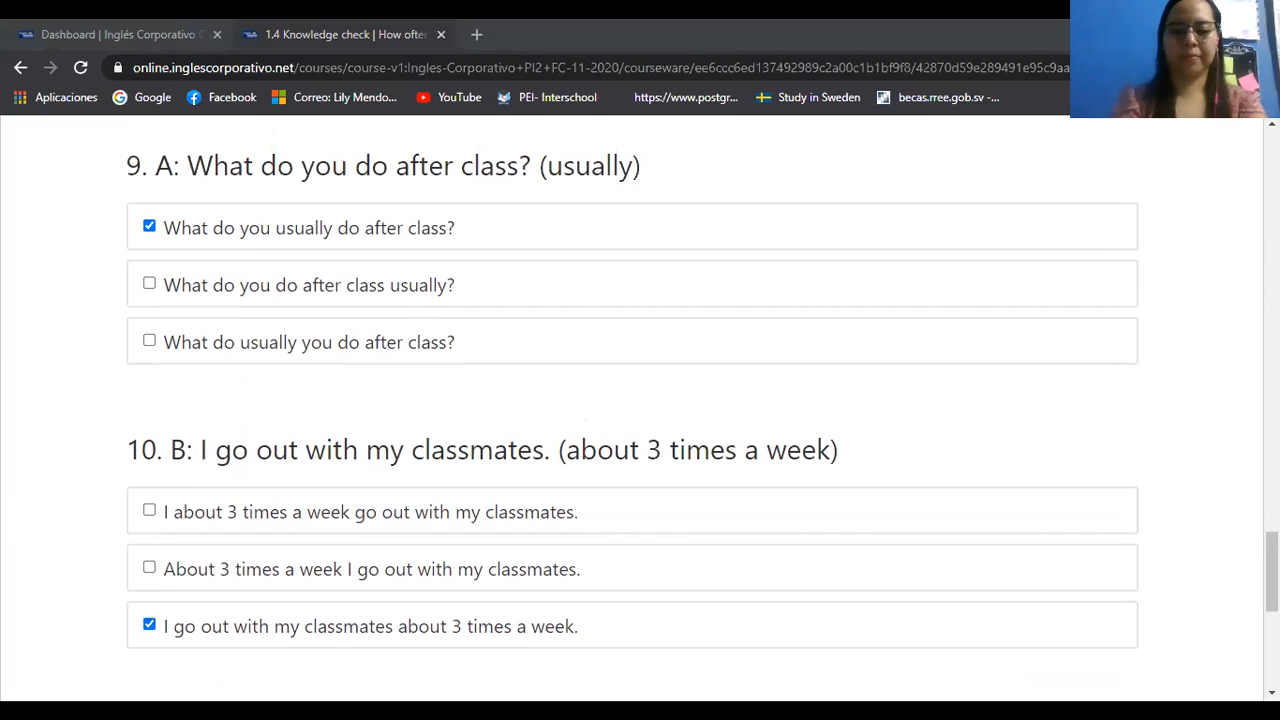 Dashboard | Inglés Corporativo
1.4 Knowledge check | How ofter
online.inglescorporativo.net/courses/course-v1:Ingles-Corporativo+PI2+FC-11-2020/courseware/
Aplicaciones
Google
Facebook
Correo: Lily Mendo...
YouTube
PEI- Interschool
https://www.postgr...
Study in Sweden
becas.rree.gob.sv -...
9. A: What do you do after class? (usually)
What do you usually do after class?
What do you do after class usually?
What do usually you do after class?
10. B: I go out with my classmates. (about 3 times a week)
I about 3 times a week go out with my classmates.
About 3 times a week I go out with my classmates.
I go out with my classmates about 3 times a week.